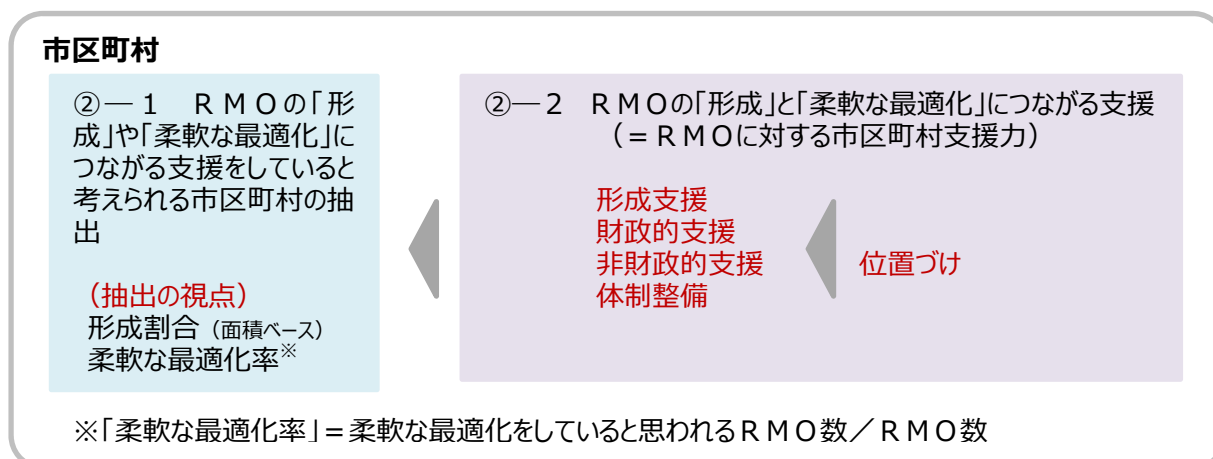 市区町村
②―1 RMOの「形
成」や「柔軟な最適化」に
つながる支援をしていると
考えられる市区町村の抽
出
(抽出の視点)
形成割合(面積ベース)
柔軟な最適化率※
②―2 RMOの「形成」と「柔軟な最適化」につながる支援
(=RMOに対する市区町村支援力)
形成支援
財政的支援
非財政的支援
体制整備
位置づけ
※「柔軟な最適化率」=柔軟な最適化をしていると思われるRMO数/RMO数